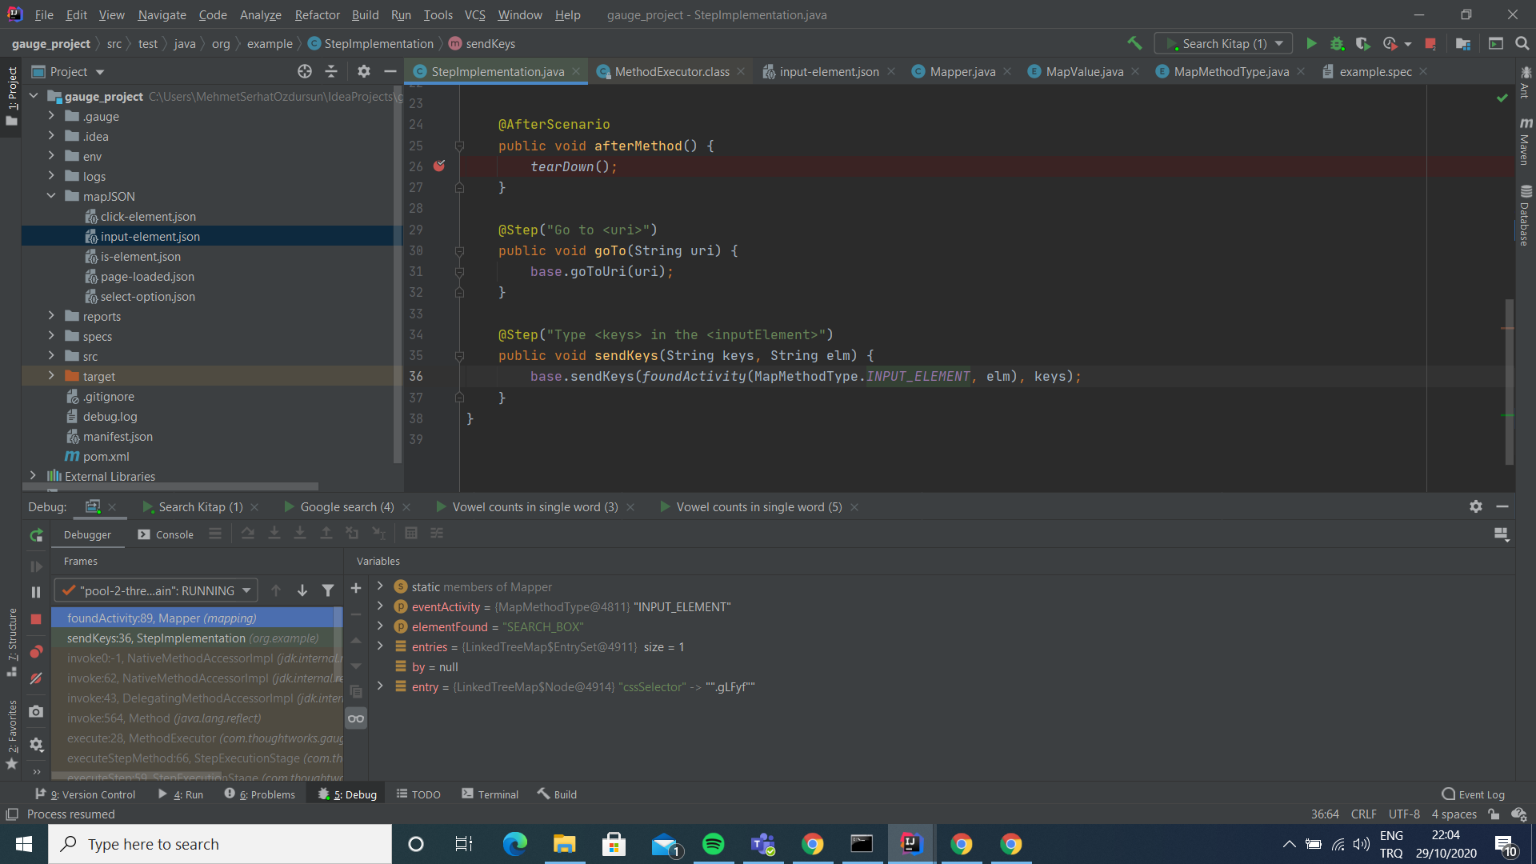 File Edit View Navigate Code Analyze Refactor Build Run Tools VCS Window Help gauge_project - StepImplementation.java
gauge_project src test java org example StepImplementation sendKeys Search Kitap (1)
1: Project
Project
StepImplementation.java MethodExecutor.class input-element.json Mapper.java MapValue.java MapMethodType.java example.spec
gauge_project C:\Users\MehmetSerhatOzdursun\IdeaProjects\g
.gauge
.idea
env
logs
mapJSON
click-element.json
input-element.json
is-element.json
page-loaded.json
select-option.json
reports
specs
src
target
.gitignore
debug.log
manifest.json
pom.xml
External Libraries
23
24 @AfterScenario
25 public void afterMethod() {
26 tearDown();
27 }
28
29 @Step("Go to <uri>")
30 public void goTo(String uri) {
31 base.goToUri(uri);
32 }
33
34 @Step("Type <keys> in the <inputElement>")
35 public void sendKeys(String keys, String elm) {
36 base.sendKeys(foundActivity(MapMethodType.INPUT_ELEMENT, elm), keys);
37 }
38 }
39
Ant
Maven
Database
Debug: Search Kitap (1) Google search (4) Vowel counts in single word (3) Vowel counts in single word (5)
Debugger Console
Frames Variables
"pool-2-thre...ain": RUNNING
foundActivity:89, Mapper (mapping)
sendKeys:36, StepImplementation (org.example)
invoke0:-1, NativeMethodAccessorImpl (jdk.internal.r
invoke:62, NativeMethodAccessorImpl (jdk.internal.re
invoke:43, DelegatingMethodAccessorImpl (jdk.inter
invoke:564, Method (java.lang.reflect)
execute:28, MethodExecutor (com.thoughtworks.gaug
executeStepMethod:66, StepExecutionStage (com.th
executeStep:59, StepExecutionStage (com.thoughtwo
static members of Mapper
eventActivity = {MapMethodType@4811} "INPUT_ELEMENT"
elementFound = "SEARCH_BOX"
entries = {LinkedTreeMap$EntrySet@4911} size = 1
by = null
entry = {LinkedTreeMap$Node@4914} "cssSelector" -> "".gLFyf""
7: Structure
2: Favorites
9: Version Control 4: Run 6: Problems 5: Debug TODO Terminal Build Event Log
Process resumed 36:64 CRLF UTF-8 4 spaces
Type here to search
1
ENG
TRQ
22:04
29/10/2020
10